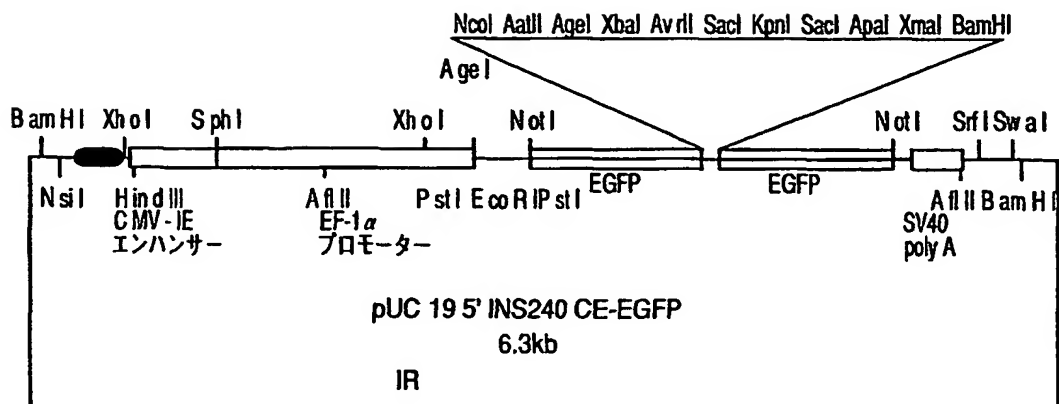 NcoI AatII AgeI XbaI AvrII SacI KpnI SacI ApaI XmaI BamHI
AgeI
BamHI XhoI SphI XhoI NotI NotI SrfI SwaI
EGFP EGFP
NsiI HindIII AflII PstI EcoRI PstI AflII BamHI
CMV-IE EF-1α SV40
エンハンサー プロモーター poly A
pUC 19 5' INS240 CE-EGFP
6.3kb
IR